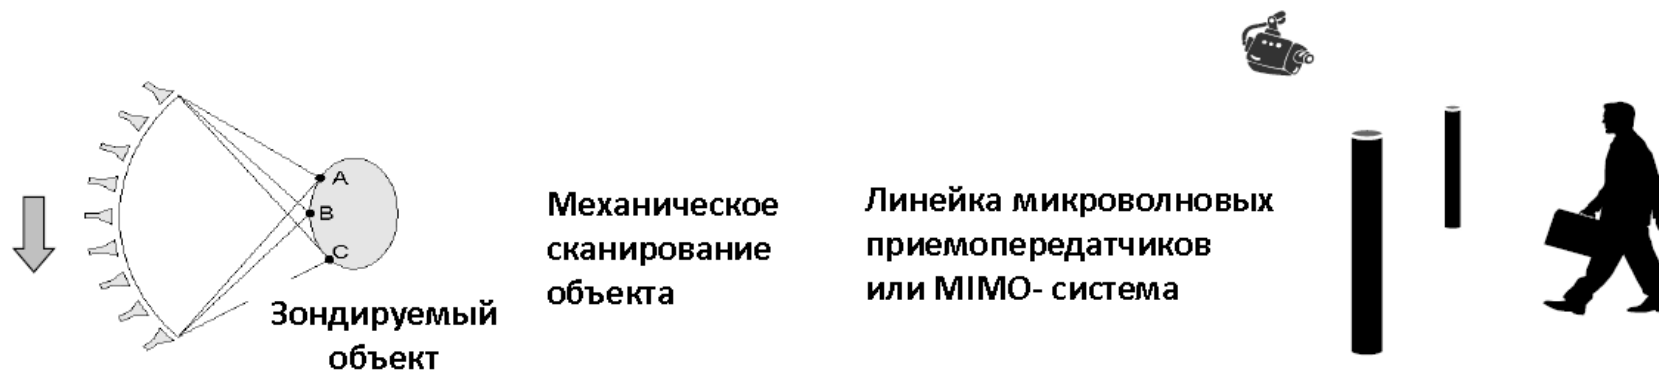 A
B
C
Зондируемый
объект
Механическое
сканирование
объекта
Линейка микроволновых
приемопередатчиков
или MIMO- система